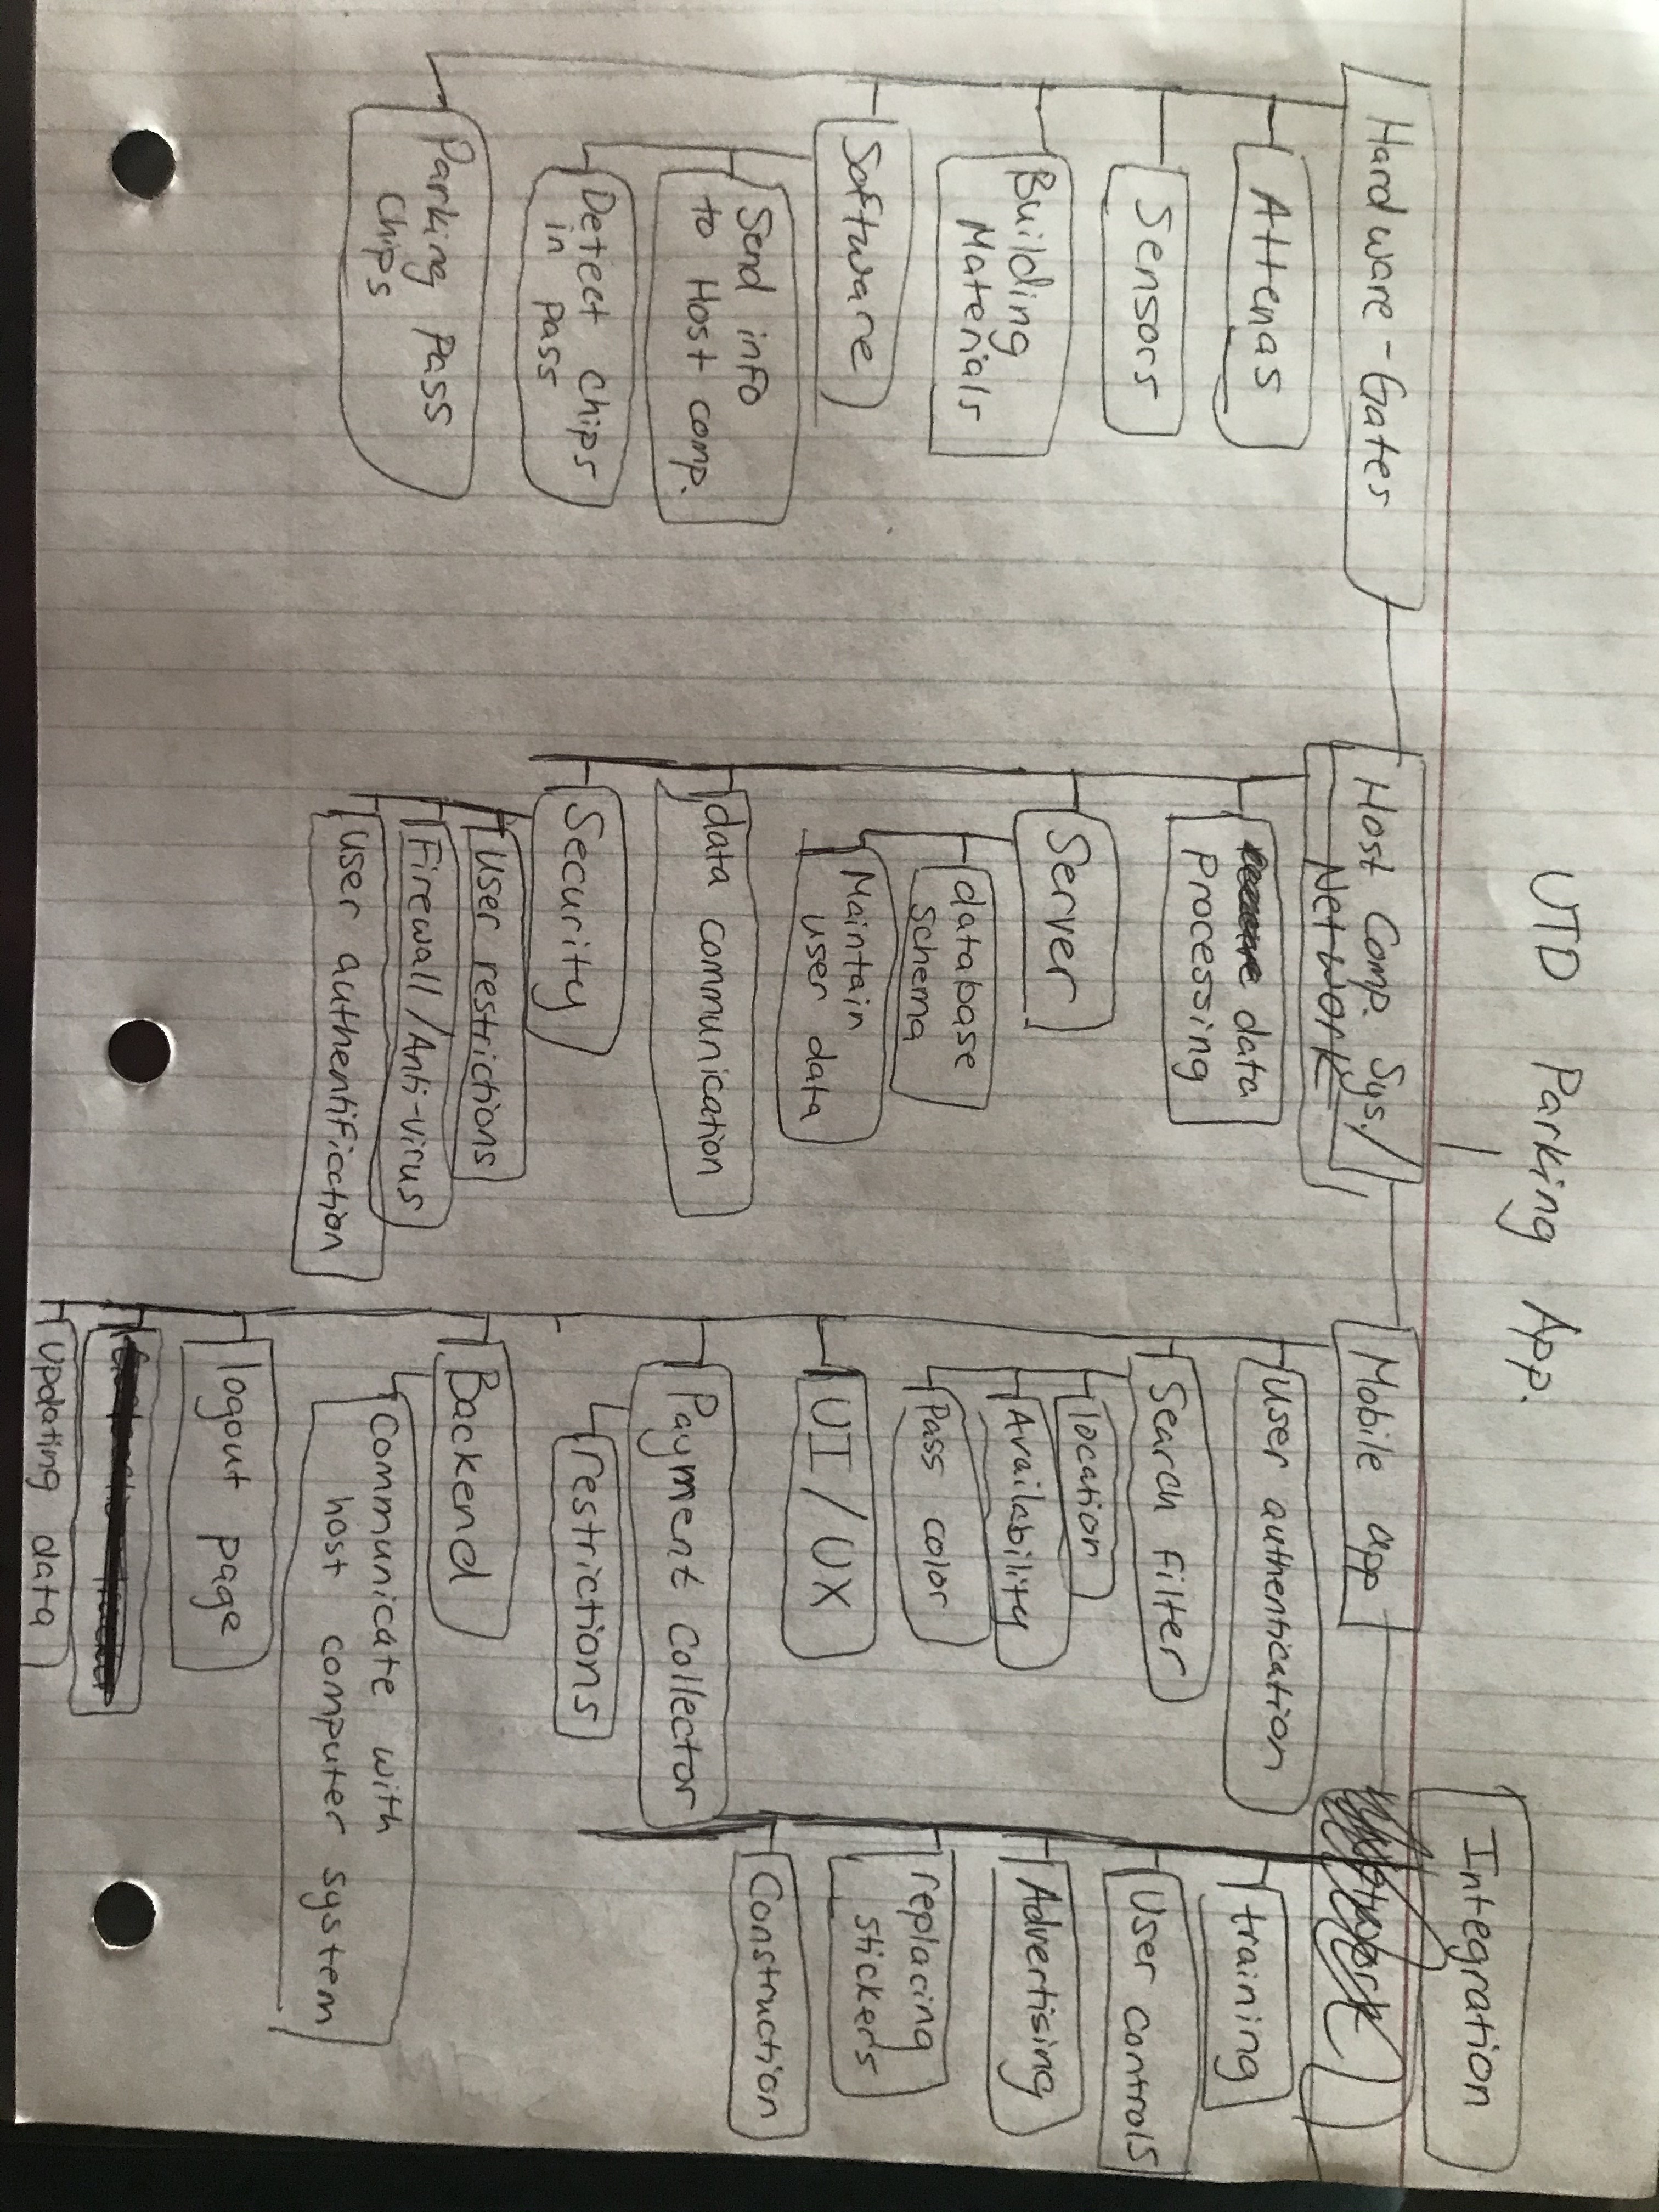 UTD Parking App.
Hardware-Gates
Attenas
Sensors
Building
Materials
Software
Send info
to Host comp.
Detect chips
in pass
Parking Pass
Chips
Host Comp. Sys./
Network
data
Processing
Server
database
Schema
Maintain
user data
data communication
Security
User restrictions
Firewall/Anti-virus
User authentifiction
Mobile app
User authentication
Search filter
location
Availability
Pass color
UI/UX
Payment Collector
restrictions
Backend
Communicate with
host computer system
logout page
Updating data
Integration
training
User controls
Advertising
replacing
stickers
Construction